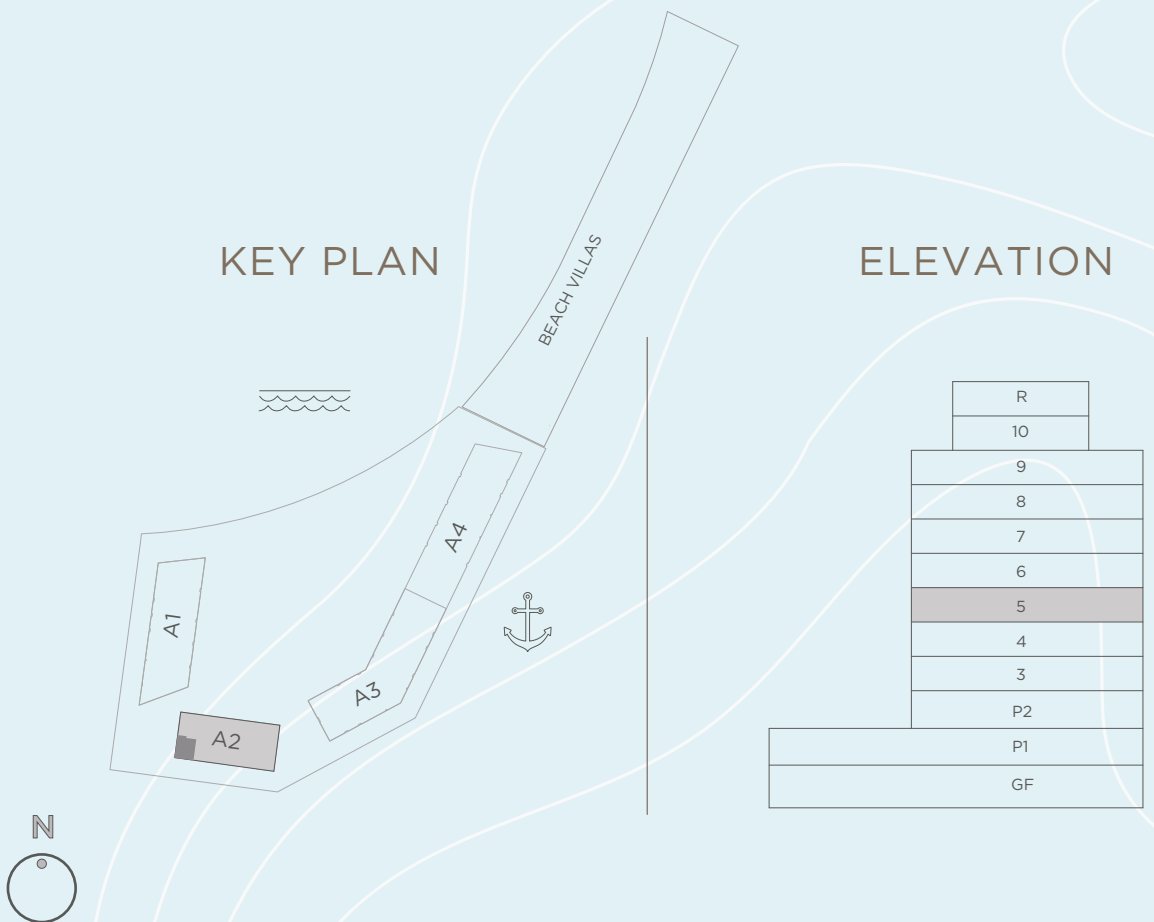 KEY PLAN
BEACH VILLAS
A4
A1
A3
A2
N
ELEVATION
R
10
9
8
7
6
5
4
3
P2
P1
GF